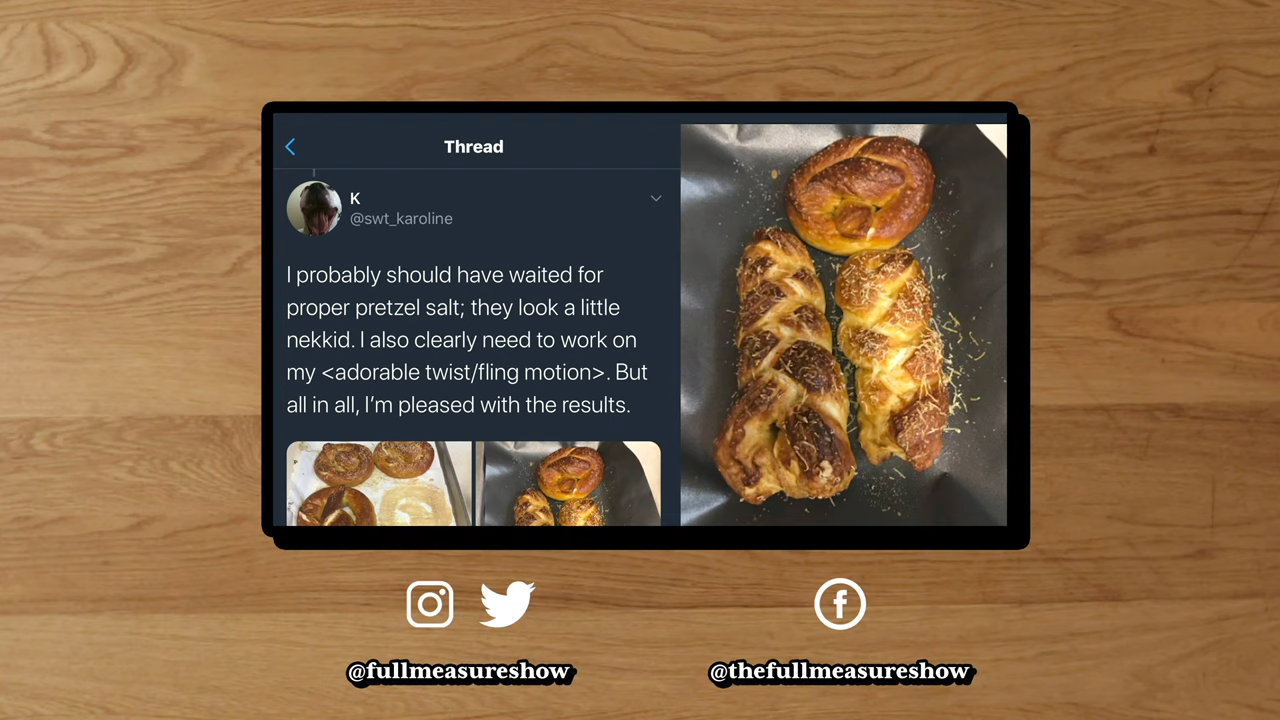 Thread
K
@swt_karoline
I probably should have waited for
proper pretzel salt; they look a little
nekkid. I also clearly need to work on
my <adorable twist/fling motion>. But
all in all, I'm pleased with the results.
@fullmeasureshow
@thefullmeasureshow